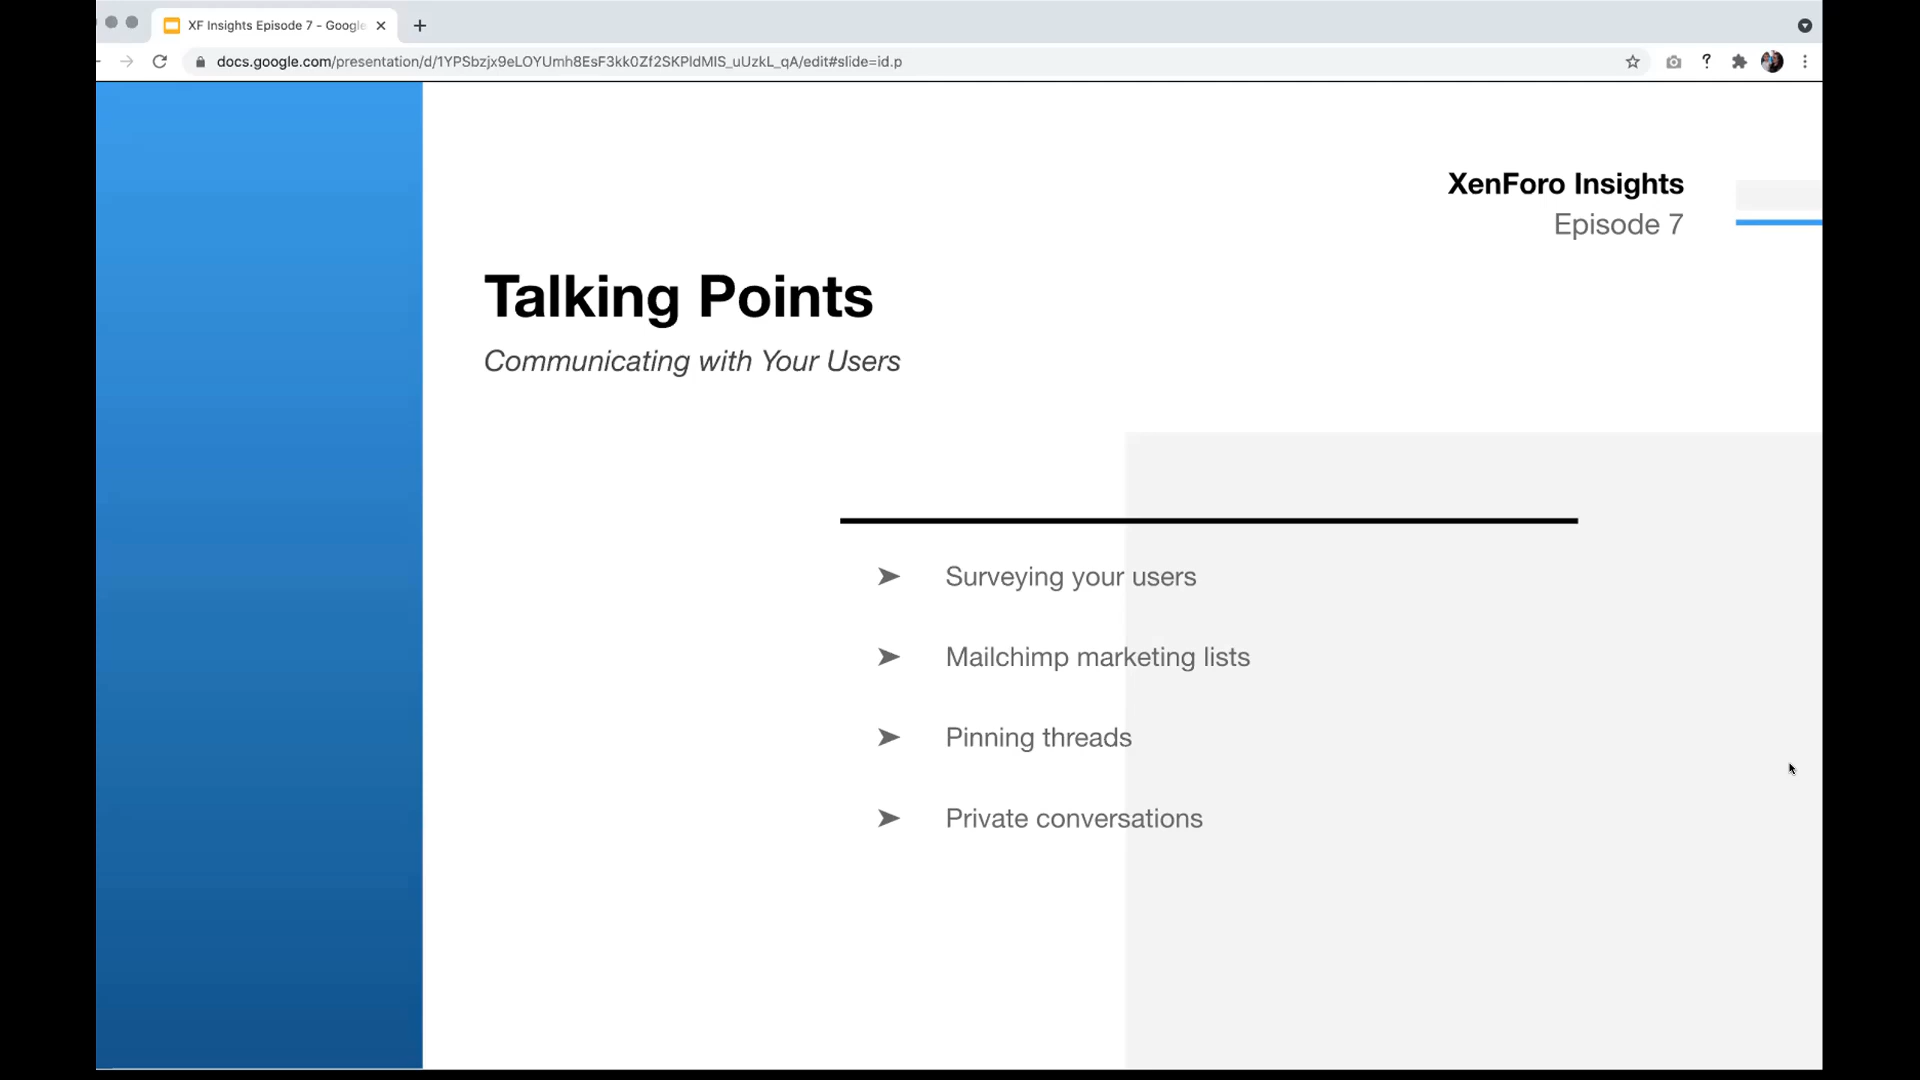 XF Insights Episode 7 - Google
docs.google.com/presentation/d/1YPSbzjx9eLOYUmh8EsF3kk0Zf2SKPldMIS_uUzkL_qA/edit#slide=id.p
XenForo Insights
Episode 7
Talking Points
Communicating with Your Users
➤ Surveying your users
➤ Mailchimp marketing lists
➤ Pinning threads
➤ Private conversations